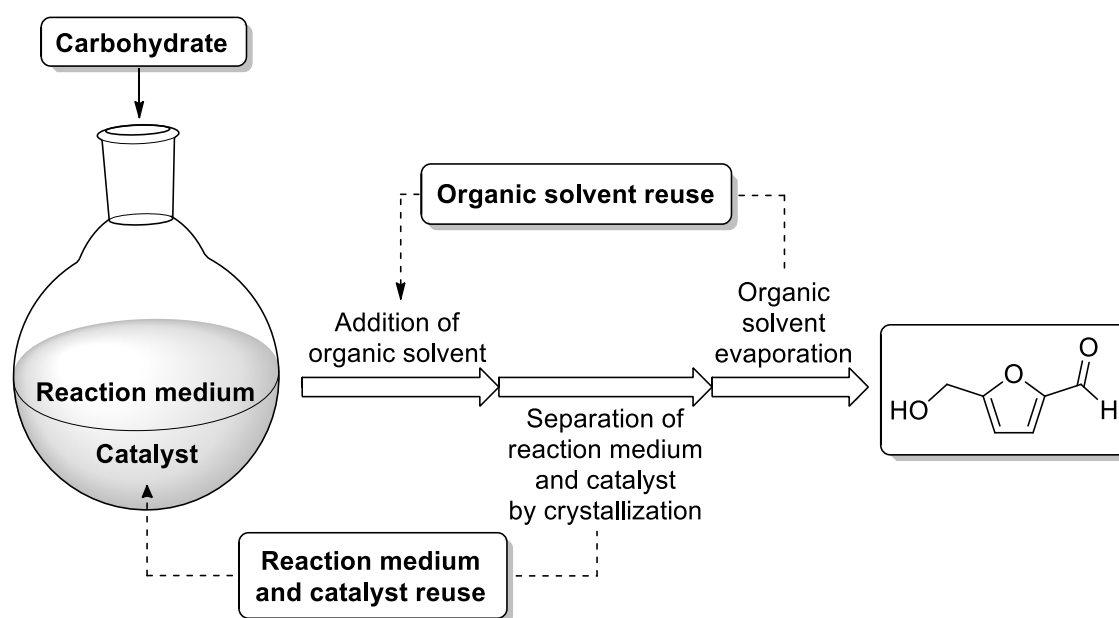 Carbohydrate
Organic solvent reuse
Addition of
organic solvent
Organic
solvent
evaporation
Reaction medium
Catalyst
Separation of
reaction medium
and catalyst
by crystallization
Reaction medium
and catalyst reuse
O
O
HO
H